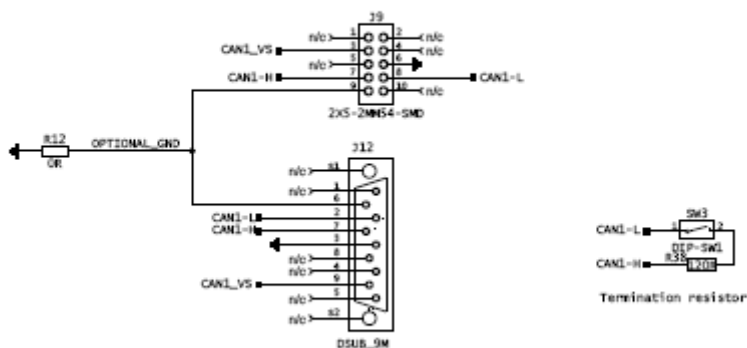 J9
n/c 1 2 n/c
CAN1_VS 3 4 n/c
n/c 5 6
CAN1-H 7 8 CAN1-L
9 10 n/c
2X5-2MM54-SMD
R12 OPTIONAL_GND
0R
J12
n/c s1
n/c 1
6
CAN1-L 2
CAN1-H 7
3
n/c 8
n/c 4
CAN1_VS 9
n/c 5
n/c s2
DSUB_9M
SW3
CAN1-L 1 2
DIP-SW1
CAN1-H R38 120R
Termination resistor